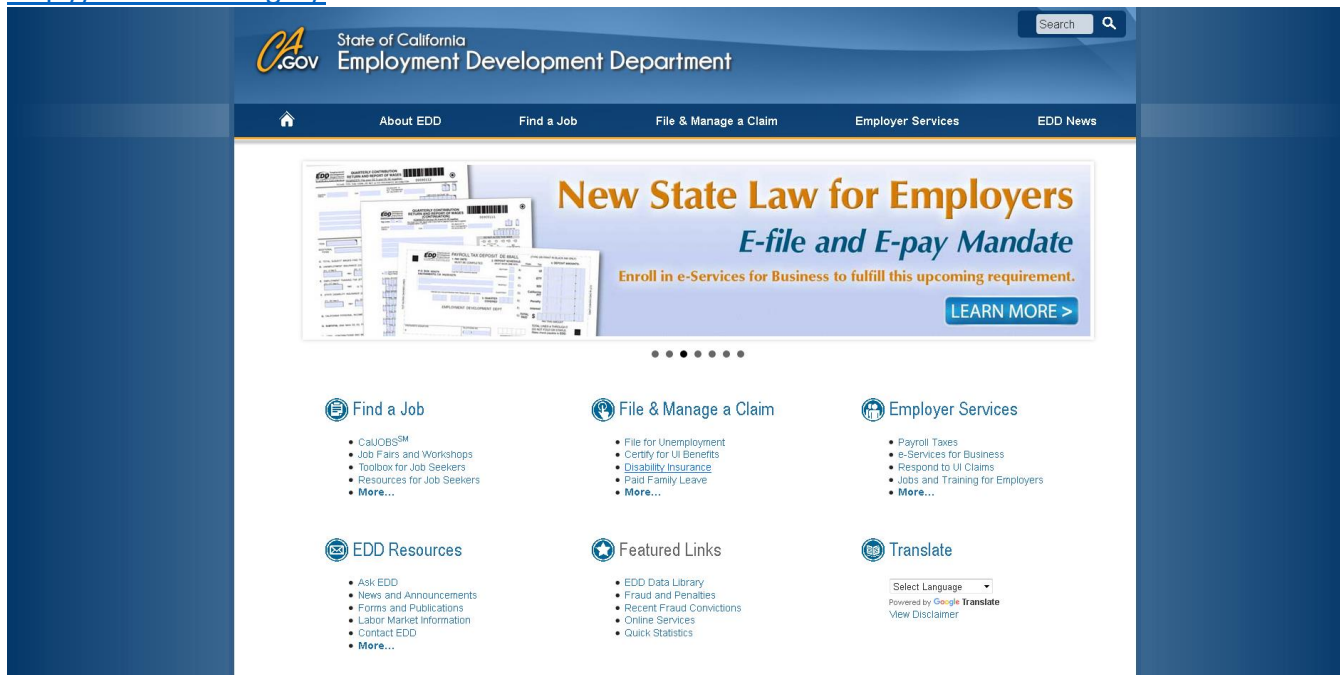 Search
CA.GOV
State of California
Employment Development Department
About EDD Find a Job File & Manage a Claim Employer Services EDD News
New State Law for Employers
E-file and E-pay Mandate
Enroll in e-Services for Business to fulfill this upcoming requirement.
LEARN MORE >
Find a Job
• CalJOBS℠
• Job Fairs and Workshops
• Toolbox for Job Seekers
• Resources for Job Seekers
• More...
File & Manage a Claim
• File for Unemployment
• Certify for UI Benefits
• Disability Insurance
• Paid Family Leave
• More...
Employer Services
• Payroll Taxes
• e-Services for Business
• Respond to UI Claims
• Jobs and Training for Employers
• More...
EDD Resources
• Ask EDD
• News and Announcements
• Forms and Publications
• Labor Market Information
• Contact EDD
• More...
Featured Links
• EDD Data Library
• Fraud and Penalties
• Recent Fraud Convictions
• Online Services
• Quick Statistics
Translate
Select Language
Powered by Google Translate
View Disclaimer